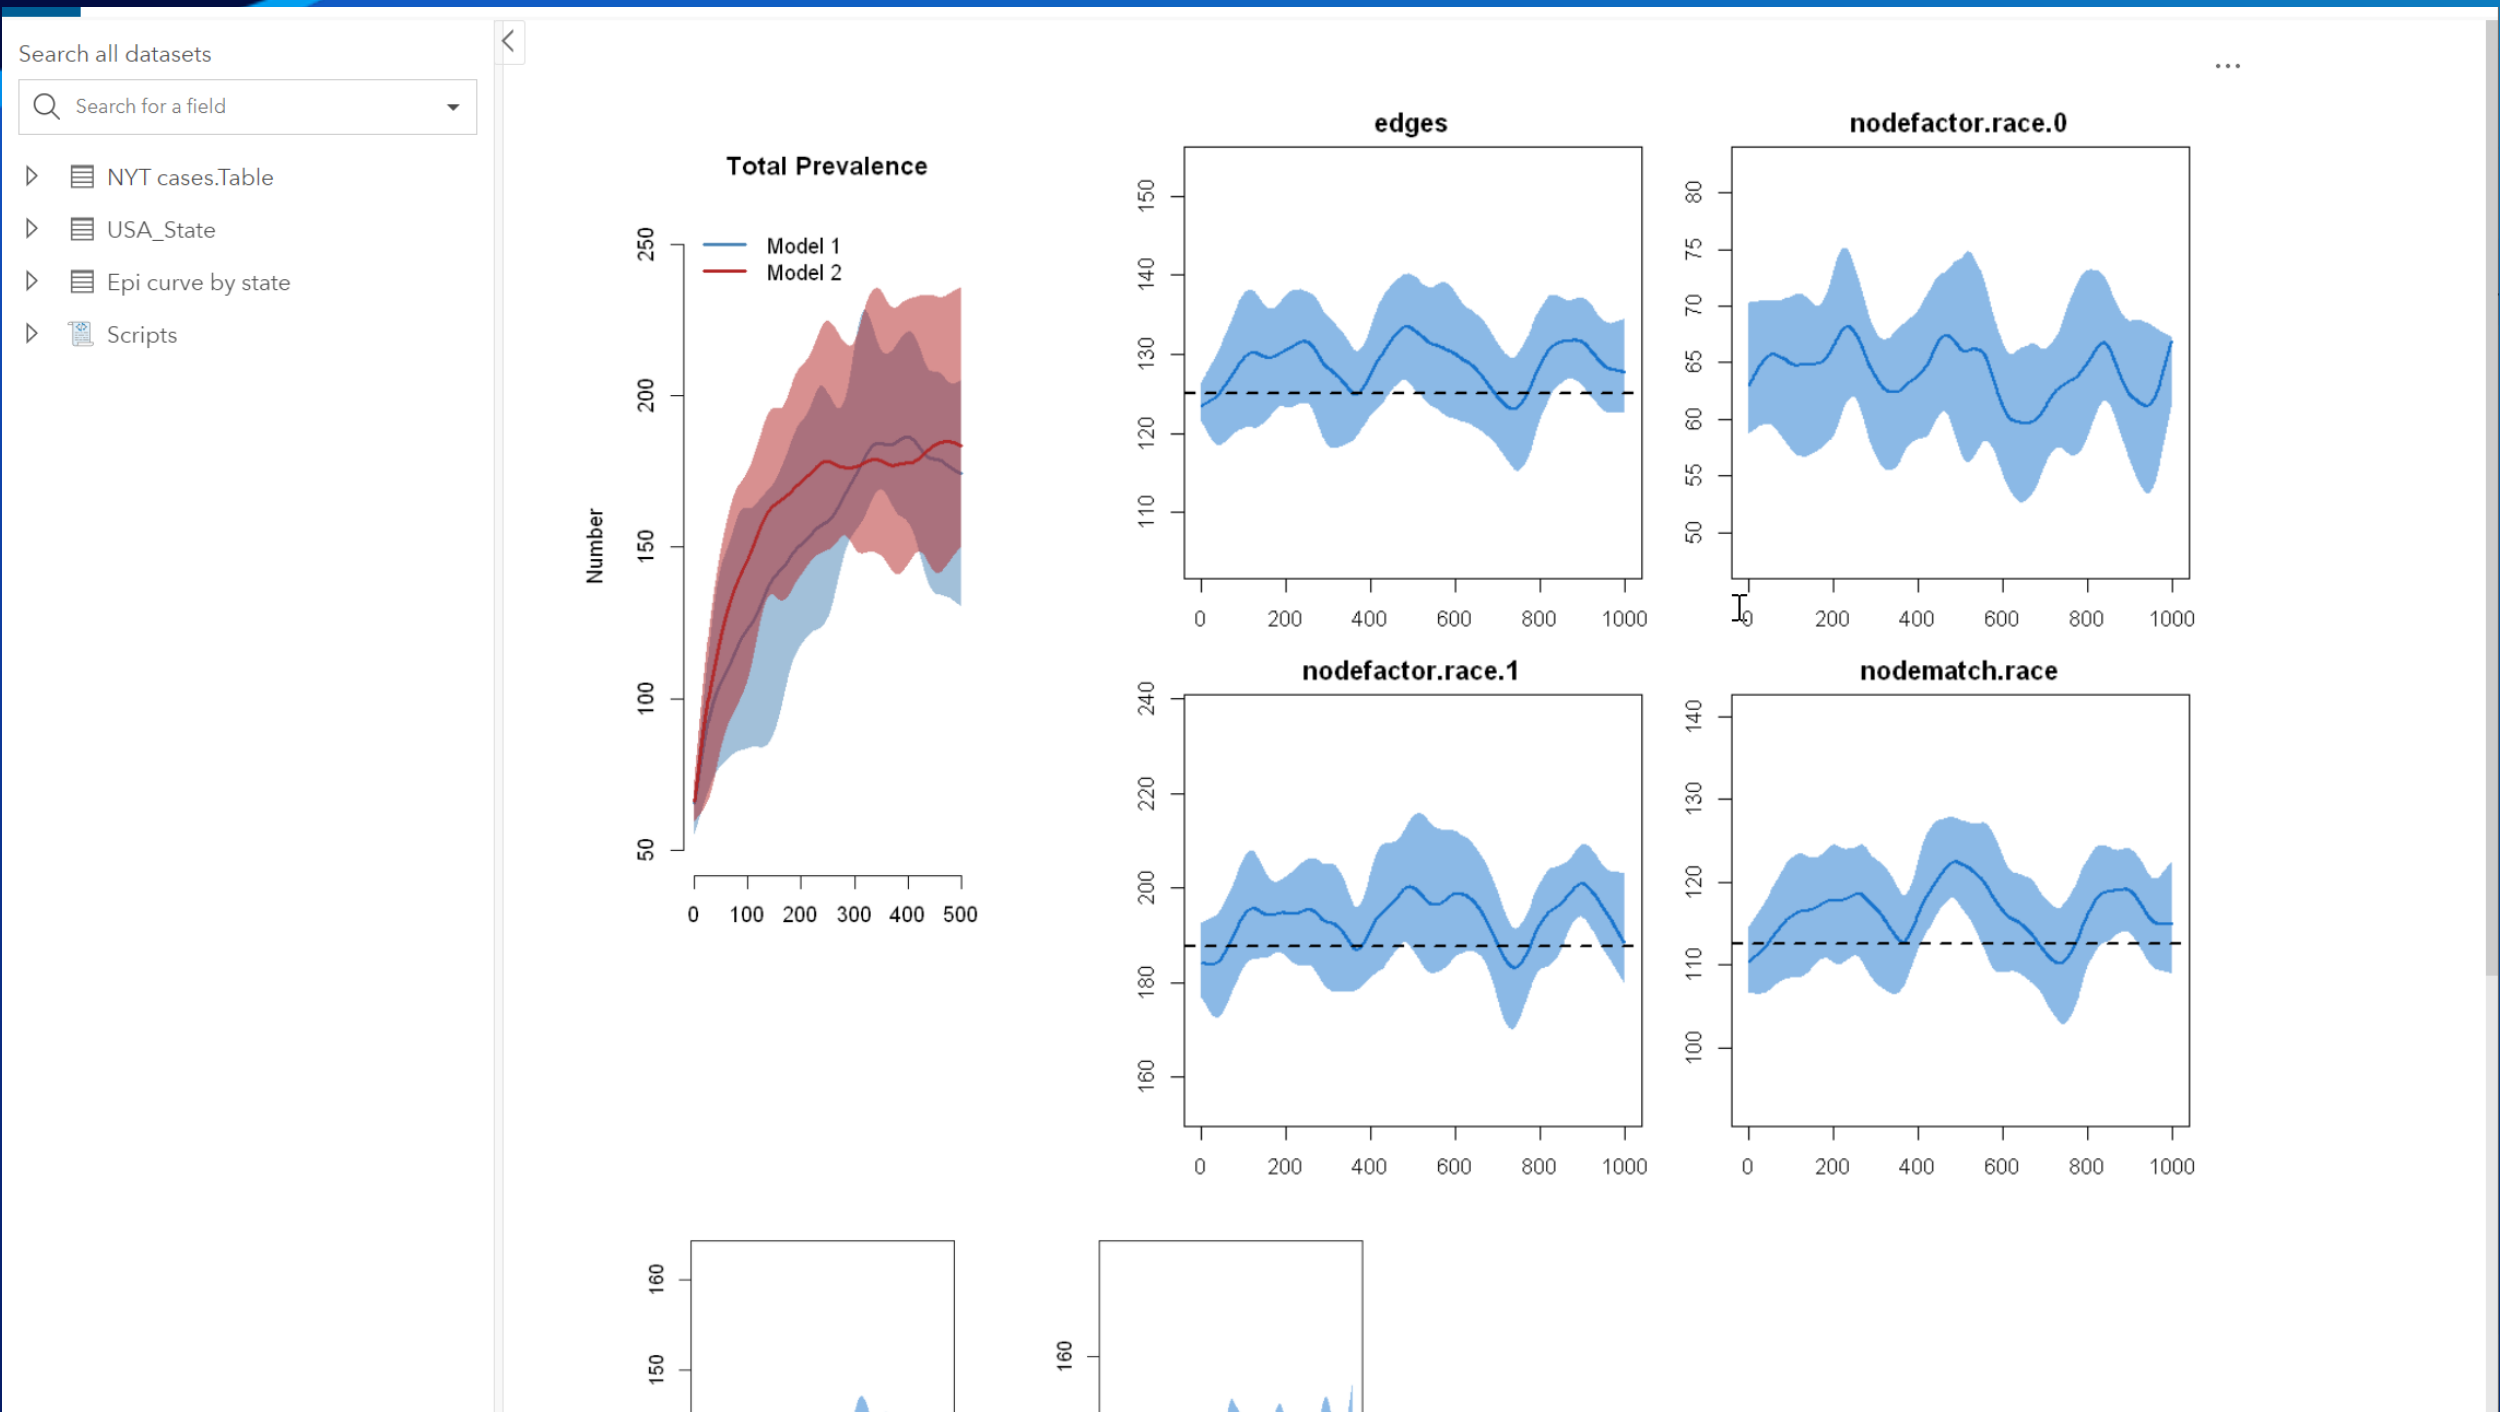 Search all datasets
Search for a field
NYT cases.Table
USA_State
Epi curve by state
Scripts
...
Total Prevalence
Model 1
Model 2
Number
250
200
150
100
50
0 100 200 300 400 500
edges
150
140
130
120
110
0 200 400 600 800 1000
nodefactor.race.0
80
75
70
65
60
55
50
0 200 400 600 800 1000
nodefactor.race.1
240
220
200
180
160
0 200 400 600 800 1000
nodematch.race
140
130
120
110
100
0 200 400 600 800 1000
160
150
160